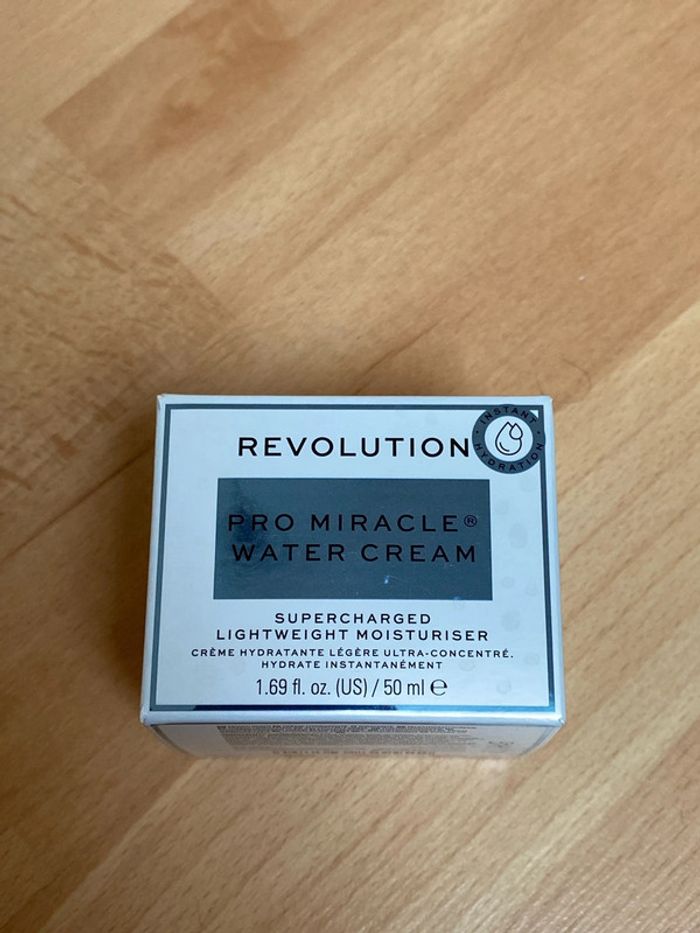 REVOLUTION
INSTANT
HYDRATION
PRO MIRACLE®
WATER CREAM
SUPERCHARGED
LIGHTWEIGHT MOISTURISER
CRÈME HYDRATANTE LÉGÈRE ULTRA-CONCENTRÉ.
HYDRATE INSTANTANÉMENT
1.69 fl. oz. (US) / 50 ml ℮